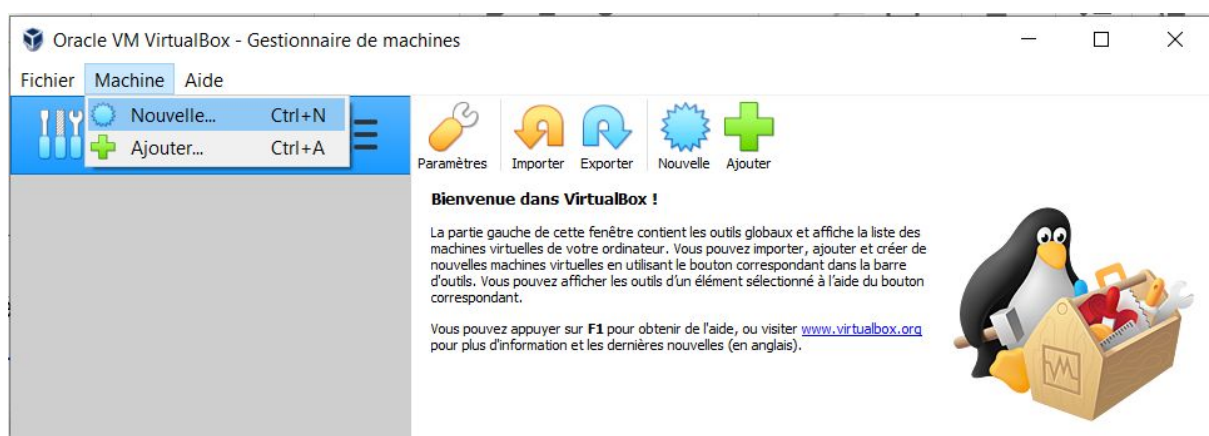 Oracle VM VirtualBox - Gestionnaire de machines
Fichier Machine Aide
Nouvelle... Ctrl+N
Ajouter... Ctrl+A
Paramètres Importer Exporter Nouvelle Ajouter
Bienvenue dans VirtualBox !
La partie gauche de cette fenêtre contient les outils globaux et affiche la liste des
machines virtuelles de votre ordinateur. Vous pouvez importer, ajouter et créer de
nouvelles machines virtuelles en utilisant le bouton correspondant dans la barre
d'outils. Vous pouvez afficher les outils d'un élément sélectionné à l'aide du bouton
correspondant.
Vous pouvez appuyer sur F1 pour obtenir de l'aide, ou visiter www.virtualbox.org
pour plus d'information et les dernières nouvelles (en anglais).